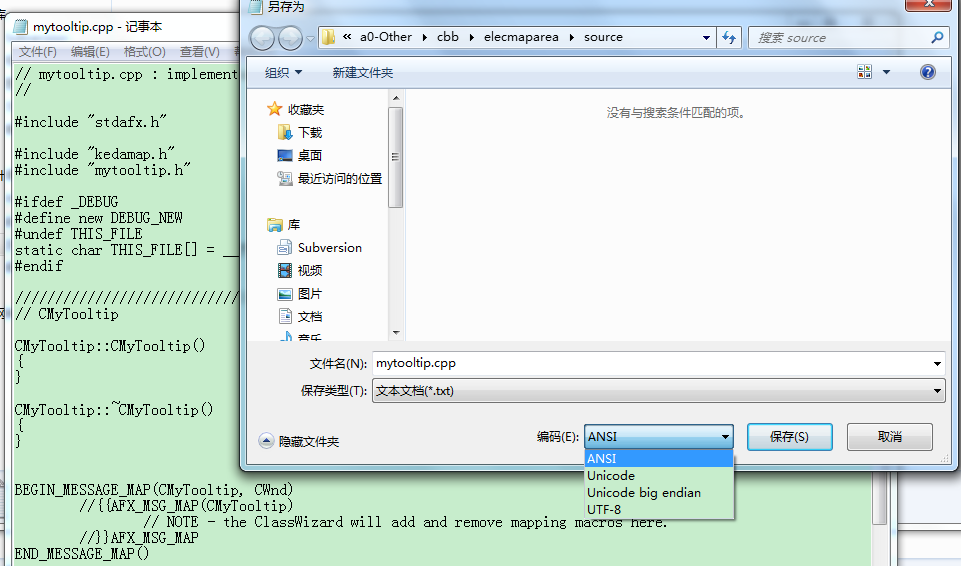 mytooltip.cpp - 记事本
文件(F) 编辑(E) 格式(O) 查看(V)
// mytooltip.cpp : implement
//
#include "stdafx.h"
#include "kedamap.h"
#include "mytooltip.h"
#ifdef _DEBUG
#define new DEBUG_NEW
#undef THIS_FILE
static char THIS_FILE[] = __
#endif
////////////////////////////
// CMyTooltip
CMyTooltip::CMyTooltip()
{
}
CMyTooltip::~CMyTooltip()
{
}
BEGIN_MESSAGE_MAP(CMyTooltip, CWnd)
//{{AFX_MSG_MAP(CMyTooltip)
// NOTE - the ClassWizard will add and remove mapping macros here.
//}}AFX_MSG_MAP
END_MESSAGE_MAP()
另存为
« a0-Other cbb elecmaparea source
搜索 source
组织 新建文件夹
收藏夹
下载
桌面
最近访问的位置
库
Subversion
视频
图片
文档
音乐
没有与搜索条件匹配的项。
文件名(N): mytooltip.cpp
保存类型(T): 文本文档(*.txt)
隐藏文件夹
编码(E): ANSI
保存(S) 取消
ANSI
Unicode
Unicode big endian
UTF-8